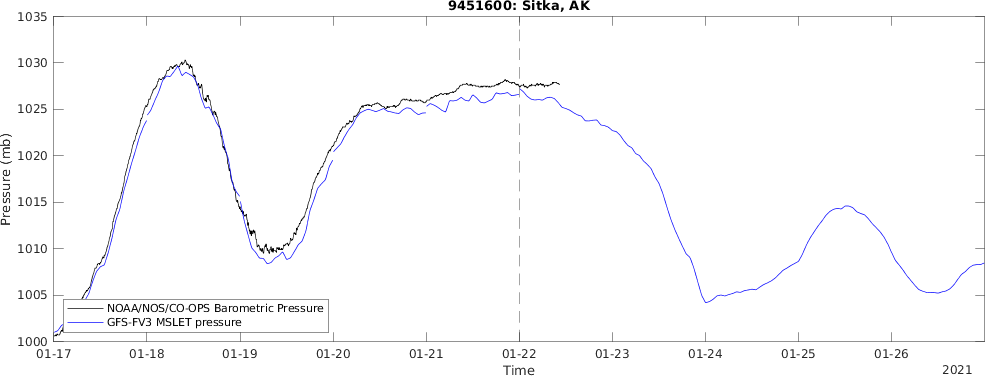 9451600: Sitka, AK
Pressure (mb)
1035
1030
1025
1020
1015
1010
1005
1000
NOAA/NOS/CO-OPS Barometric Pressure
GFS-FV3 MSLET pressure
01-17 01-18 01-19 01-20 01-21 01-22 01-23 01-24 01-25 01-26
Time
2021